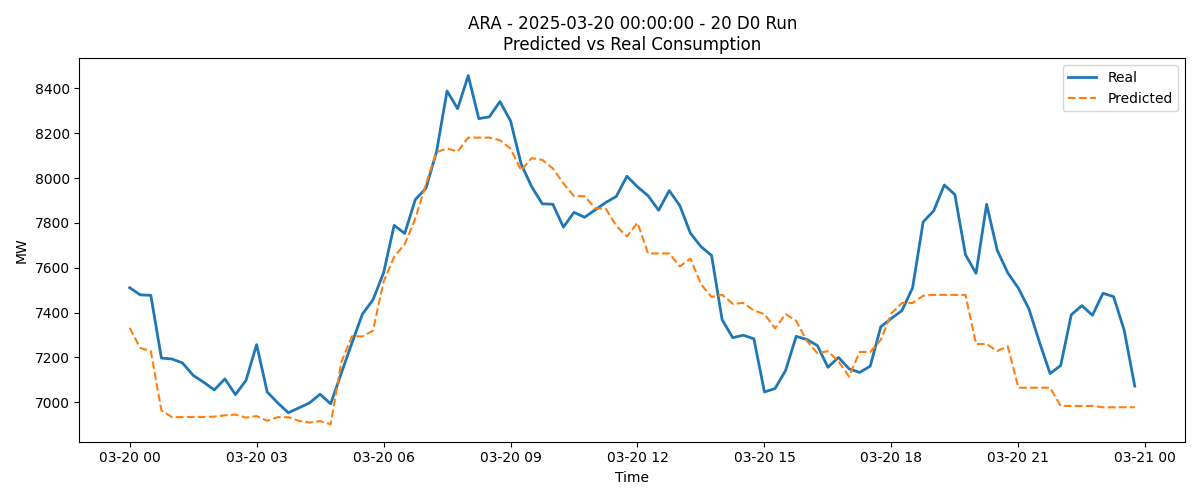 ARA - 2025-03-20 00:00:00 - 20 D0 Run
Predicted vs Real Consumption
Real
Predicted
MW
8400
8200
8000
7800
7600
7400
7200
7000
03-20 00
03-20 03
03-20 06
03-20 09
03-20 12
03-20 15
03-20 18
03-20 21
03-21 00
Time